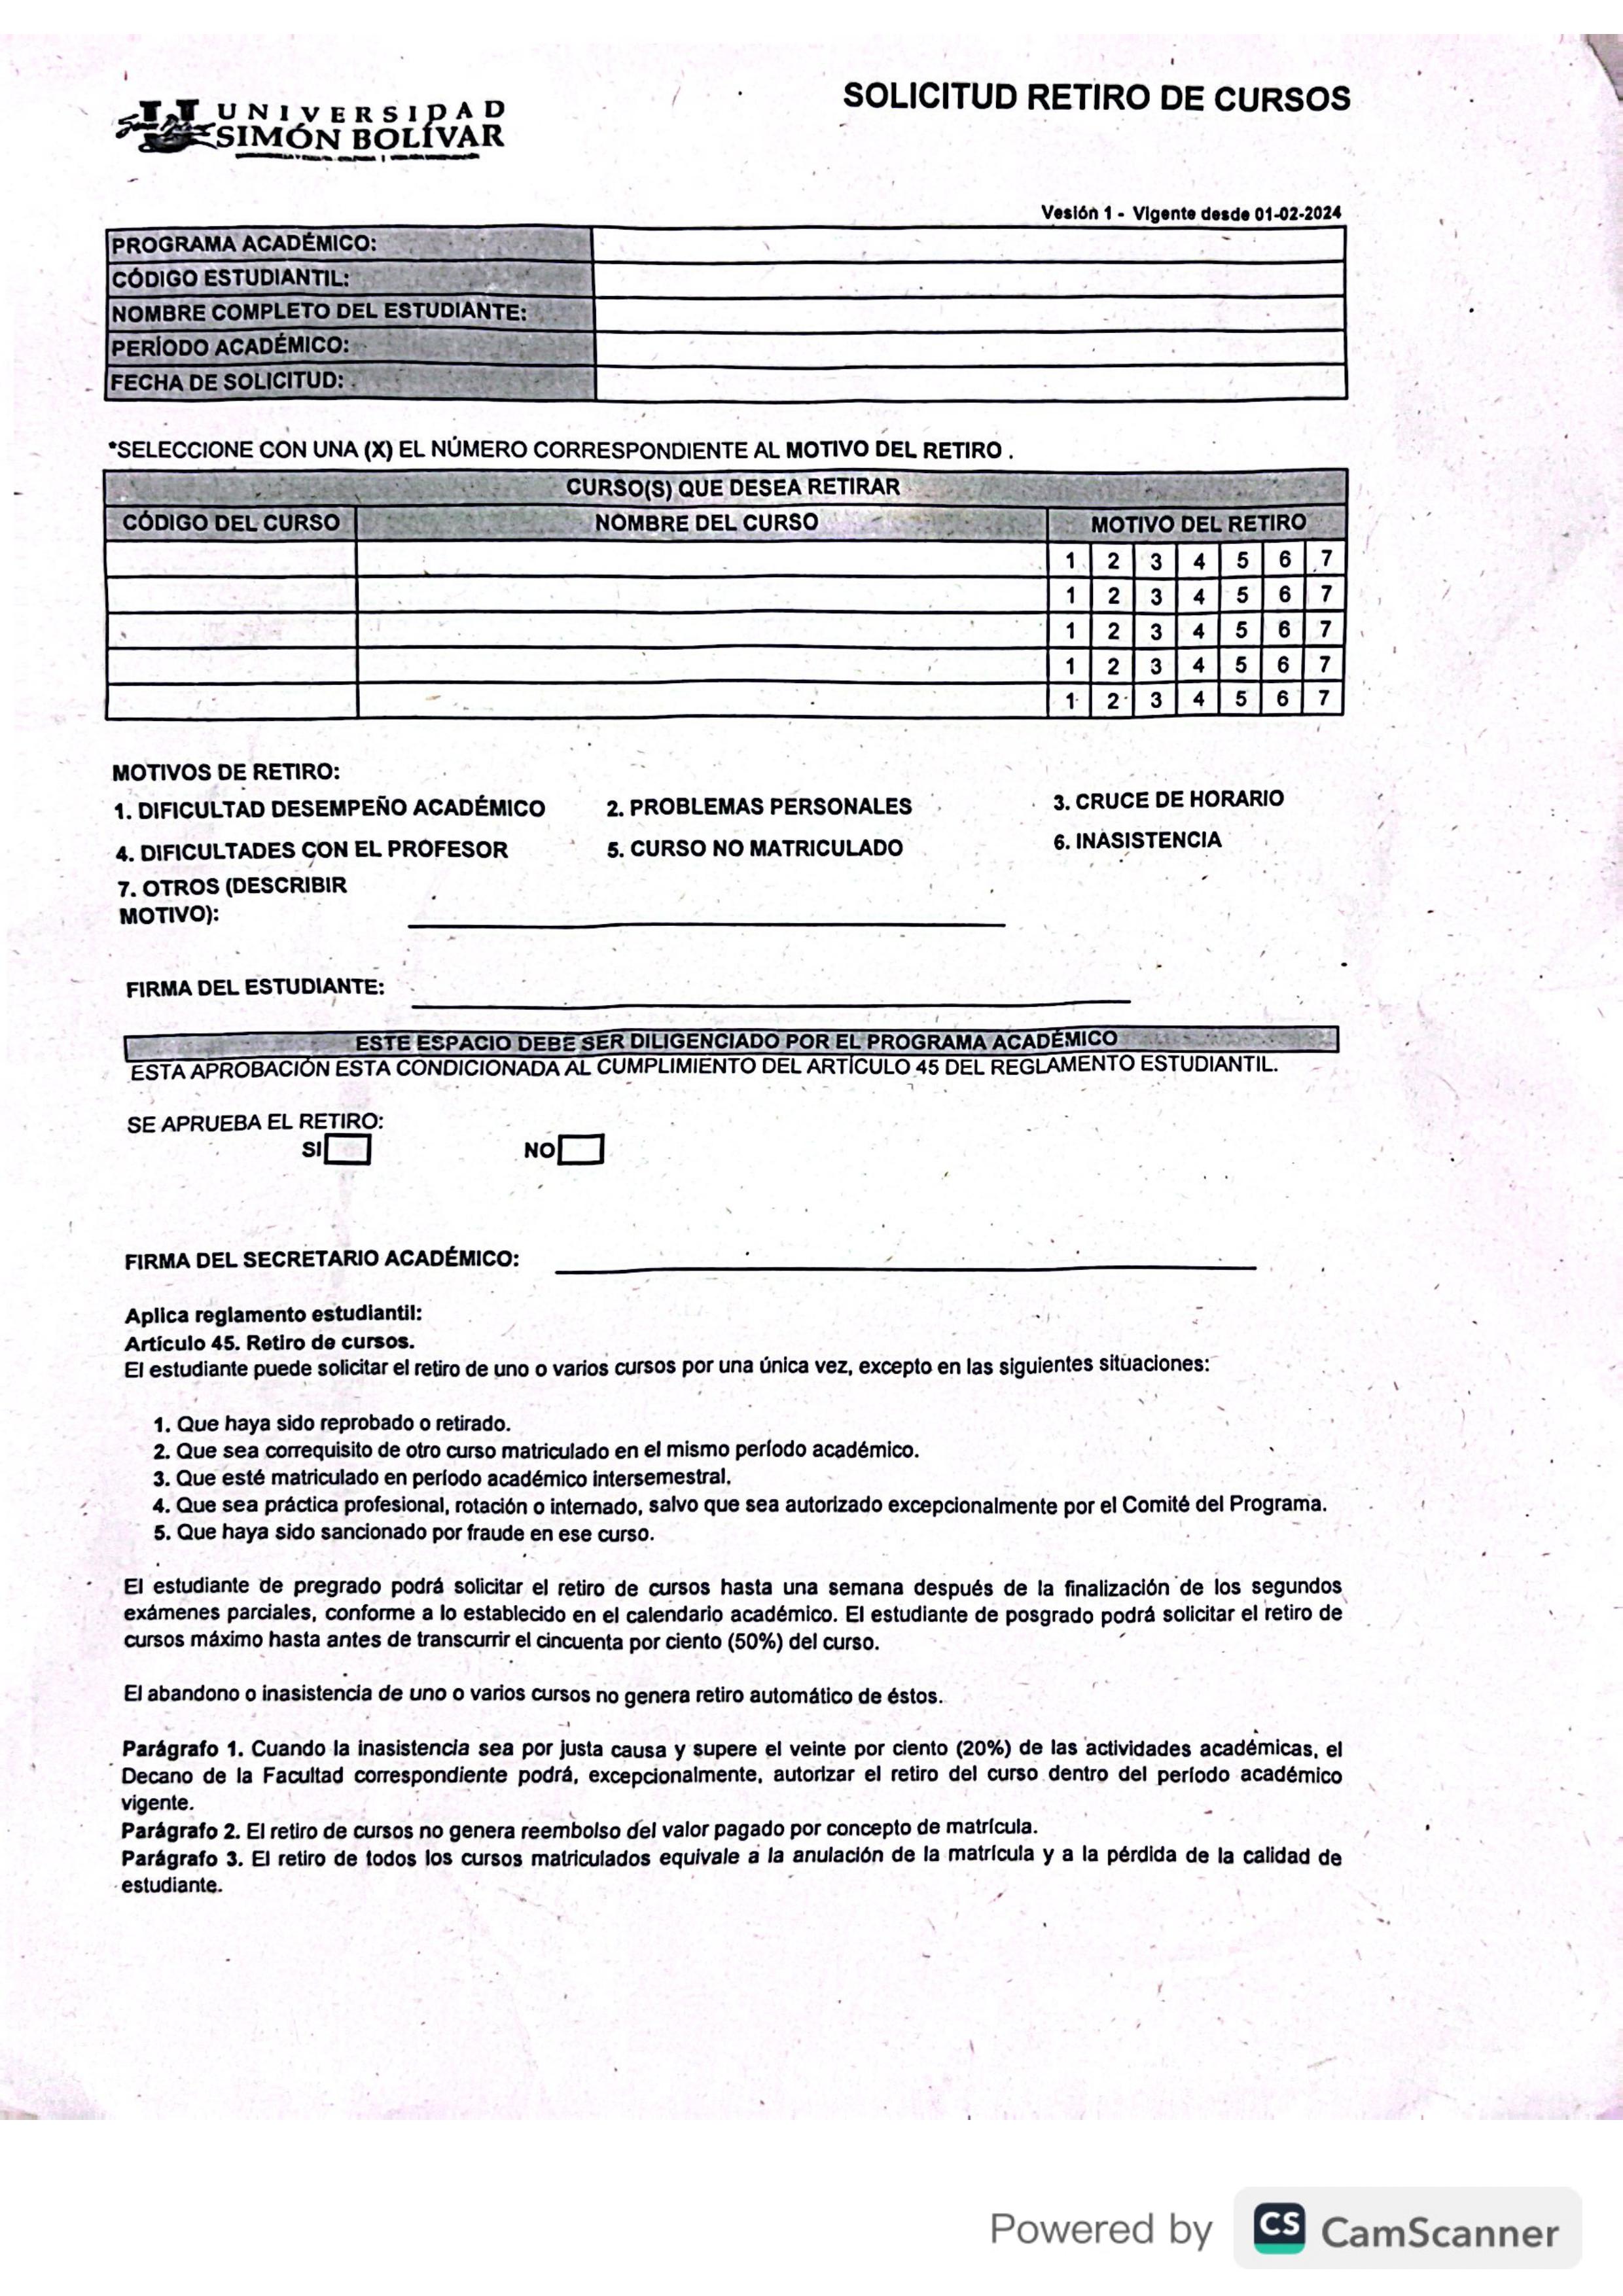 UNIVERSIDAD
SIMÓN BOLÍVAR
SOLICITUD RETIRO DE CURSOS
Vesión 1 - Vigente desde 01-02-2024
PROGRAMA ACADÉMICO:
CÓDIGO ESTUDIANTIL:
NOMBRE COMPLETO DEL ESTUDIANTE:
PERÍODO ACADÉMICO:
FECHA DE SOLICITUD:
*SELECCIONE CON UNA (X) EL NÚMERO CORRESPONDIENTE AL MOTIVO DEL RETIRO .
CURSO(S) QUE DESEA RETIRAR
CÓDIGO DEL CURSO NOMBRE DEL CURSO MOTIVO DEL RETIRO
1 2 3 4 5 6 7
1 2 3 4 5 6 7
1 2 3 4 5 6 7
1 2 3 4 5 6 7
1 2 3 4 5 6 7
MOTIVOS DE RETIRO:
1. DIFICULTAD DESEMPEÑO ACADÉMICO 2. PROBLEMAS PERSONALES 3. CRUCE DE HORARIO
4. DIFICULTADES CON EL PROFESOR 5. CURSO NO MATRICULADO 6. INASISTENCIA
7. OTROS (DESCRIBIR
MOTIVO):
FIRMA DEL ESTUDIANTE:
ESTE ESPACIO DEBE SER DILIGENCIADO POR EL PROGRAMA ACADÉMICO
ESTA APROBACIÓN ESTA CONDICIONADA AL CUMPLIMIENTO DEL ARTÍCULO 45 DEL REGLAMENTO ESTUDIANTIL.
SE APRUEBA EL RETIRO:
SI NO
FIRMA DEL SECRETARIO ACADÉMICO:
Aplica reglamento estudiantil:
Artículo 45. Retiro de cursos.
El estudiante puede solicitar el retiro de uno o varios cursos por una única vez, excepto en las siguientes situaciones:
1. Que haya sido reprobado o retirado.
2. Que sea correquisito de otro curso matriculado en el mismo período académico.
3. Que esté matriculado en período académico intersemestral.
4. Que sea práctica profesional, rotación o internado, salvo que sea autorizado excepcionalmente por el Comité del Programa.
5. Que haya sido sancionado por fraude en ese curso.
El estudiante de pregrado podrá solicitar el retiro de cursos hasta una semana después de la finalización de los segundos
exámenes parciales, conforme a lo establecido en el calendario académico. El estudiante de posgrado podrá solicitar el retiro de
cursos máximo hasta antes de transcurrir el cincuenta por ciento (50%) del curso.
El abandono o inasistencia de uno o varios cursos no genera retiro automático de éstos.
Parágrafo 1. Cuando la inasistencia sea por justa causa y supere el veinte por ciento (20%) de las actividades académicas, el
Decano de la Facultad correspondiente podrá, excepcionalmente, autorizar el retiro del curso dentro del período académico
vigente.
Parágrafo 2. El retiro de cursos no genera reembolso del valor pagado por concepto de matrícula.
Parágrafo 3. El retiro de todos los cursos matriculados equivale a la anulación de la matrícula y a la pérdida de la calidad de
estudiante.
Powered by CS CamScanner